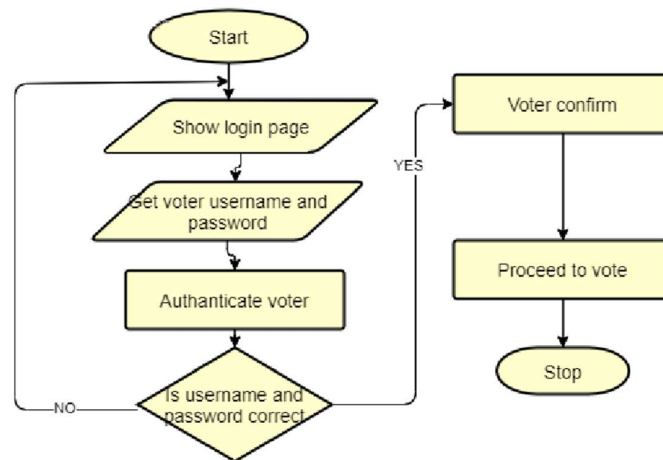 Start
Show login page
Get voter username and
password
Authanticate voter
Is username and
password correct
NO
YES
Voter confirm
Proceed to vote
Stop